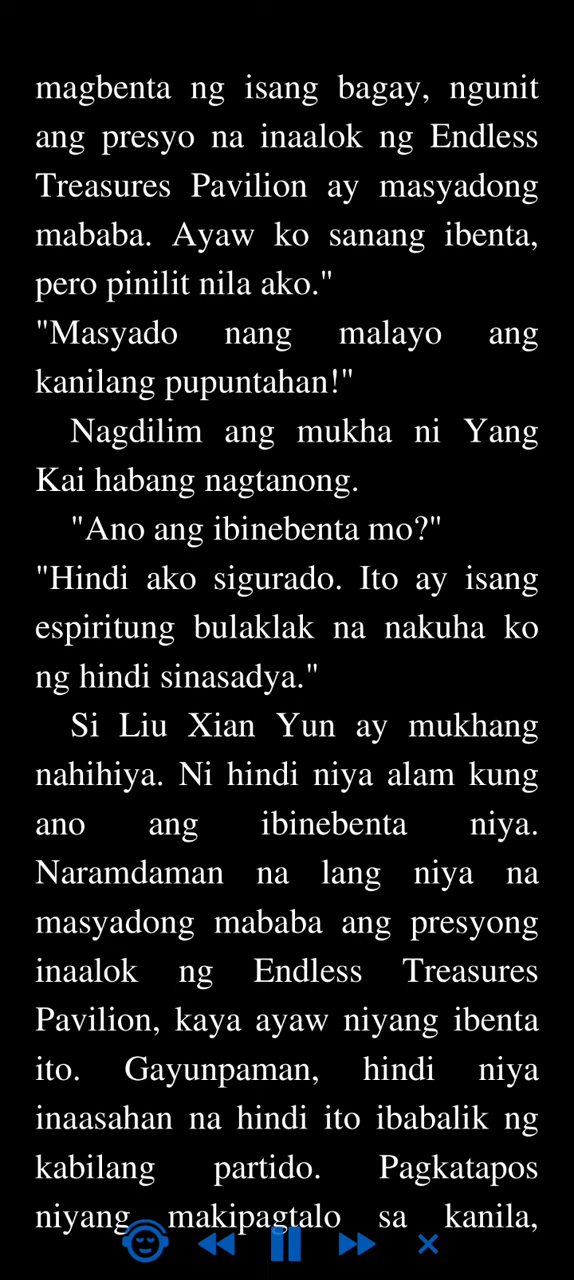 magbenta ng isang bagay, ngunit
ang presyo na inaalok ng Endless
Treasures Pavilion ay masyadong
mababa. Ayaw ko sanang ibenta,
pero pinilit nila ako."
"Masyado nang malayo ang
kanilang pupuntahan!"
Nagdilim ang mukha ni Yang
Kai habang nagtanong.
"Ano ang ibinebenta mo?"
"Hindi ako sigurado. Ito ay isang
espiritung bulaklak na nakuha ko
ng hindi sinasadya."
Si Liu Xian Yun ay mukhang
nahihiya. Ni hindi niya alam kung
ano ang ibinebenta niya.
Naramdaman na lang niya na
masyadong mababa ang presyong
inaalok ng Endless Treasures
Pavilion, kaya ayaw niyang ibenta
ito. Gayunpaman, hindi niya
inaasahan na hindi ito ibabalik ng
kabilang partido. Pagkatapos
niyang makipagtalo sa kanila,